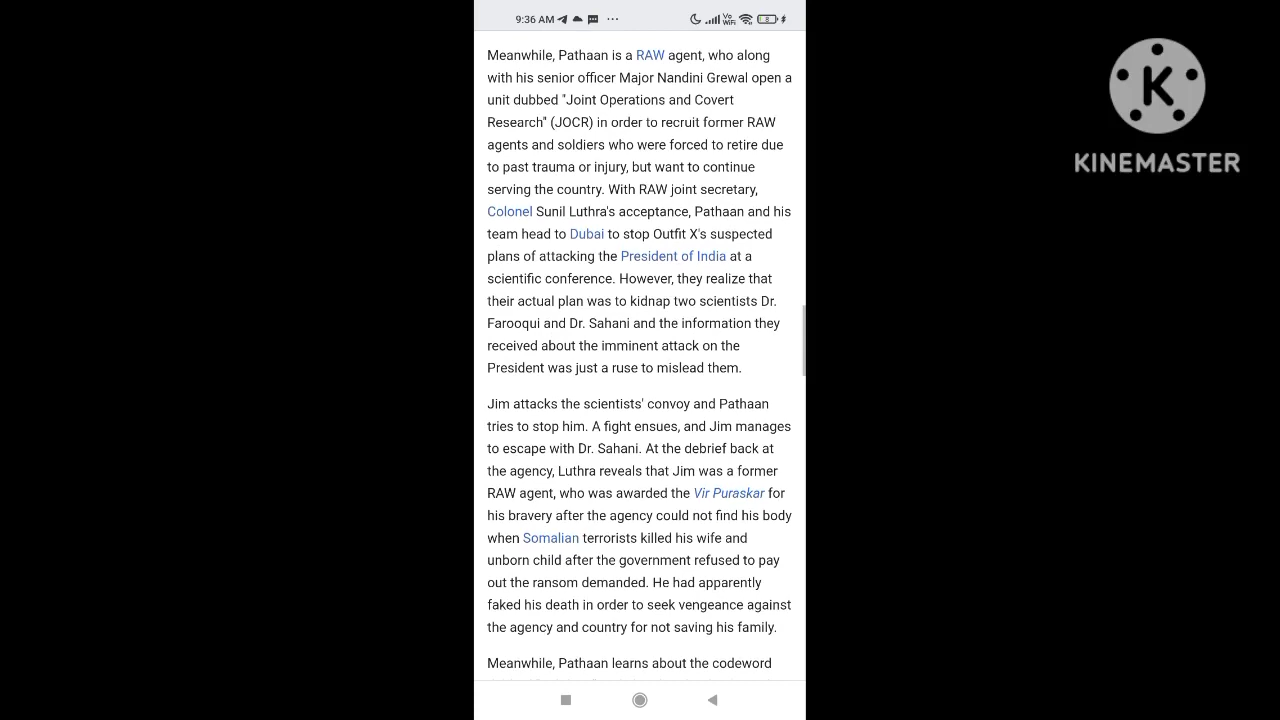 9:36 AM
Vo
WiFi
8
Meanwhile, Pathaan is a RAW agent, who along
with his senior officer Major Nandini Grewal open a
unit dubbed "Joint Operations and Covert
Research" (JOCR) in order to recruit former RAW
agents and soldiers who were forced to retire due
to past trauma or injury, but want to continue
serving the country. With RAW joint secretary,
Colonel Sunil Luthra's acceptance, Pathaan and his
team head to Dubai to stop Outfit X's suspected
plans of attacking the President of India at a
scientific conference. However, they realize that
their actual plan was to kidnap two scientists Dr.
Farooqui and Dr. Sahani and the information they
received about the imminent attack on the
President was just a ruse to mislead them.
Jim attacks the scientists' convoy and Pathaan
tries to stop him. A fight ensues, and Jim manages
to escape with Dr. Sahani. At the debrief back at
the agency, Luthra reveals that Jim was a former
RAW agent, who was awarded the Vir Puraskar for
his bravery after the agency could not find his body
when Somalian terrorists killed his wife and
unborn child after the government refused to pay
out the ransom demanded. He had apparently
faked his death in order to seek vengeance against
the agency and country for not saving his family.
Meanwhile, Pathaan learns about the codeword
K
KINEMASTER